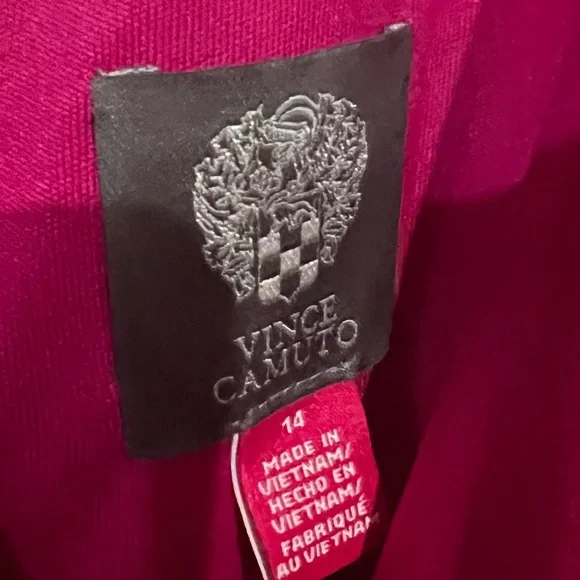 VINCE
CAMUTO
14
MADE IN
VIETNAM/
HECHO EN
VIETNAM/
FABRIQUÉ
AU VIETNAM